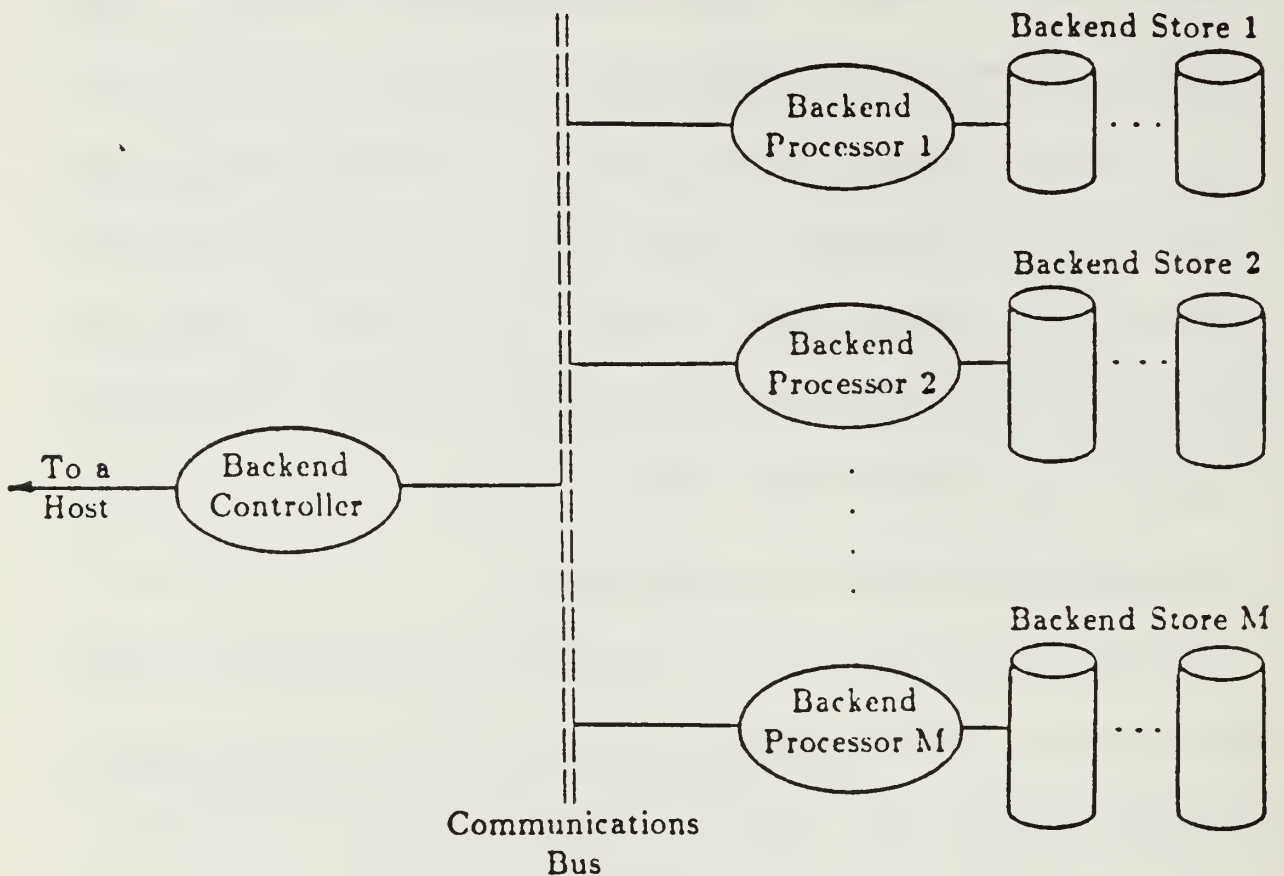 Backend Store 1
Backend
Processor 1
Backend Store 2
Backend
Processor 2
To a
Host
Backend
Controller
Backend Store M
Backend
Processor M
Communications
Bus